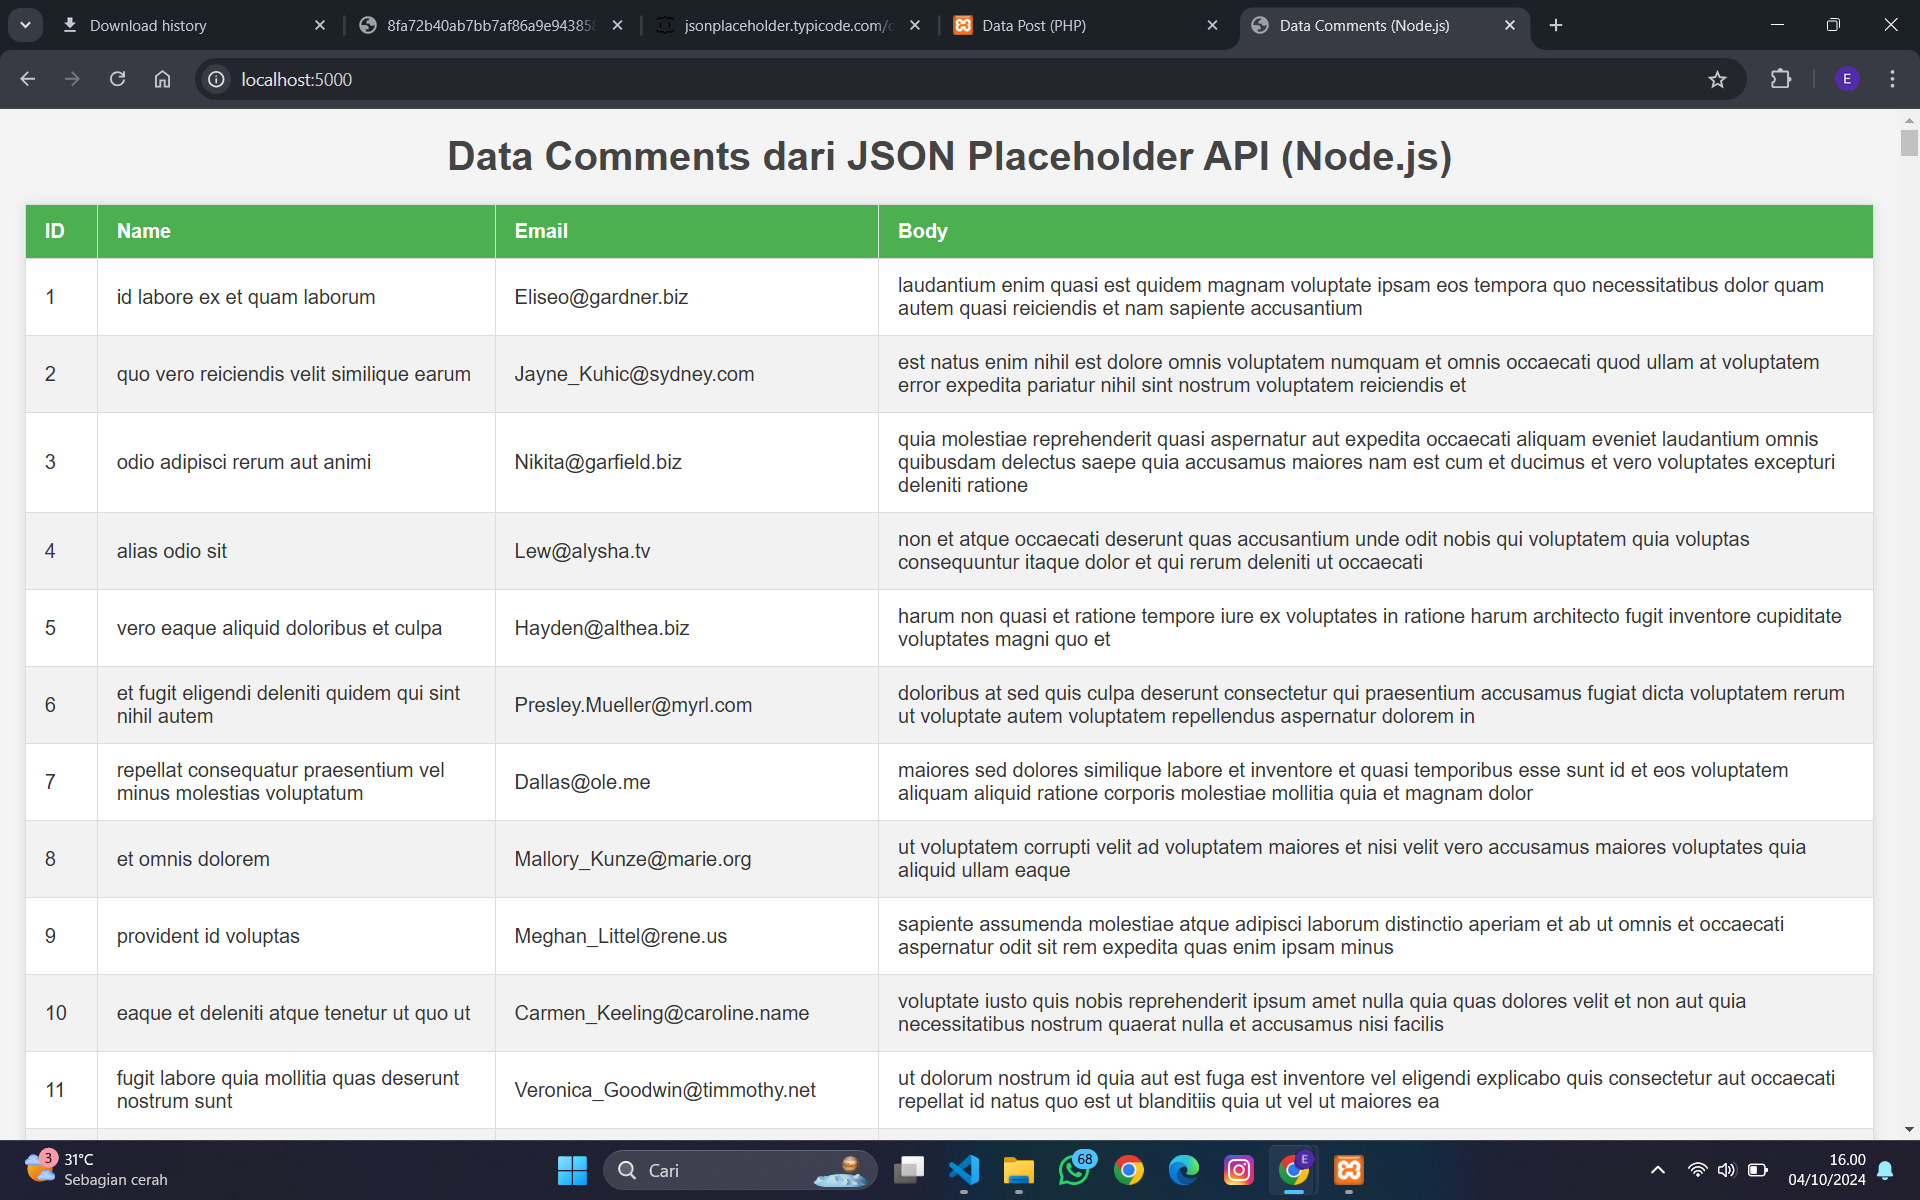 Download history
8fa72b40ab7bb7af86a9e94385
jsonplaceholder.typicode.com/c
Data Post (PHP)
Data Comments (Node.js)
localhost:5000
E
Data Comments dari JSON Placeholder API (Node.js)
ID Name Email Body
1 id labore ex et quam laborum Eliseo@gardner.biz laudantium enim quasi est quidem magnam voluptate ipsam eos tempora quo necessitatibus dolor quam
autem quasi reiciendis et nam sapiente accusantium
2 quo vero reiciendis velit similique earum Jayne_Kuhic@sydney.com est natus enim nihil est dolore omnis voluptatem numquam et omnis occaecati quod ullam at voluptatem
error expedita pariatur nihil sint nostrum voluptatem reiciendis et
3 odio adipisci rerum aut animi Nikita@garfield.biz quia molestiae reprehenderit quasi aspernatur aut expedita occaecati aliquam eveniet laudantium omnis
quibusdam delectus saepe quia accusamus maiores nam est cum et ducimus et vero voluptates excepturi
deleniti ratione
4 alias odio sit Lew@alysha.tv non et atque occaecati deserunt quas accusantium unde odit nobis qui voluptatem quia voluptas
consequuntur itaque dolor et qui rerum deleniti ut occaecati
5 vero eaque aliquid doloribus et culpa Hayden@althea.biz harum non quasi et ratione tempore iure ex voluptates in ratione harum architecto fugit inventore cupiditate
voluptates magni quo et
6 et fugit eligendi deleniti quidem qui sint
nihil autem Presley.Mueller@myrl.com doloribus at sed quis culpa deserunt consectetur qui praesentium accusamus fugiat dicta voluptatem rerum
ut voluptate autem voluptatem repellendus aspernatur dolorem in
7 repellat consequatur praesentium vel
minus molestias voluptatum Dallas@ole.me maiores sed dolores similique labore et inventore et quasi temporibus esse sunt id et eos voluptatem
aliquam aliquid ratione corporis molestiae mollitia quia et magnam dolor
8 et omnis dolorem Mallory_Kunze@marie.org ut voluptatem corrupti velit ad voluptatem maiores et nisi velit vero accusamus maiores voluptates quia
aliquid ullam eaque
9 provident id voluptas Meghan_Littel@rene.us sapiente assumenda molestiae atque adipisci laborum distinctio aperiam et ab ut omnis et occaecati
aspernatur odit sit rem expedita quas enim ipsam minus
10 eaque et deleniti atque tenetur ut quo ut Carmen_Keeling@caroline.name voluptate iusto quis nobis reprehenderit ipsum amet nulla quia quas dolores velit et non aut quia
necessitatibus nostrum quaerat nulla et accusamus nisi facilis
11 fugit labore quia mollitia quas deserunt
nostrum sunt Veronica_Goodwin@timmothy.net ut dolorum nostrum id quia aut est fuga est inventore vel eligendi explicabo quis consectetur aut occaecati
repellat id natus quo est ut blanditiis quia ut vel ut maiores ea
3
31°C
Sebagian cerah
Cari
68
E
16.00
04/10/2024